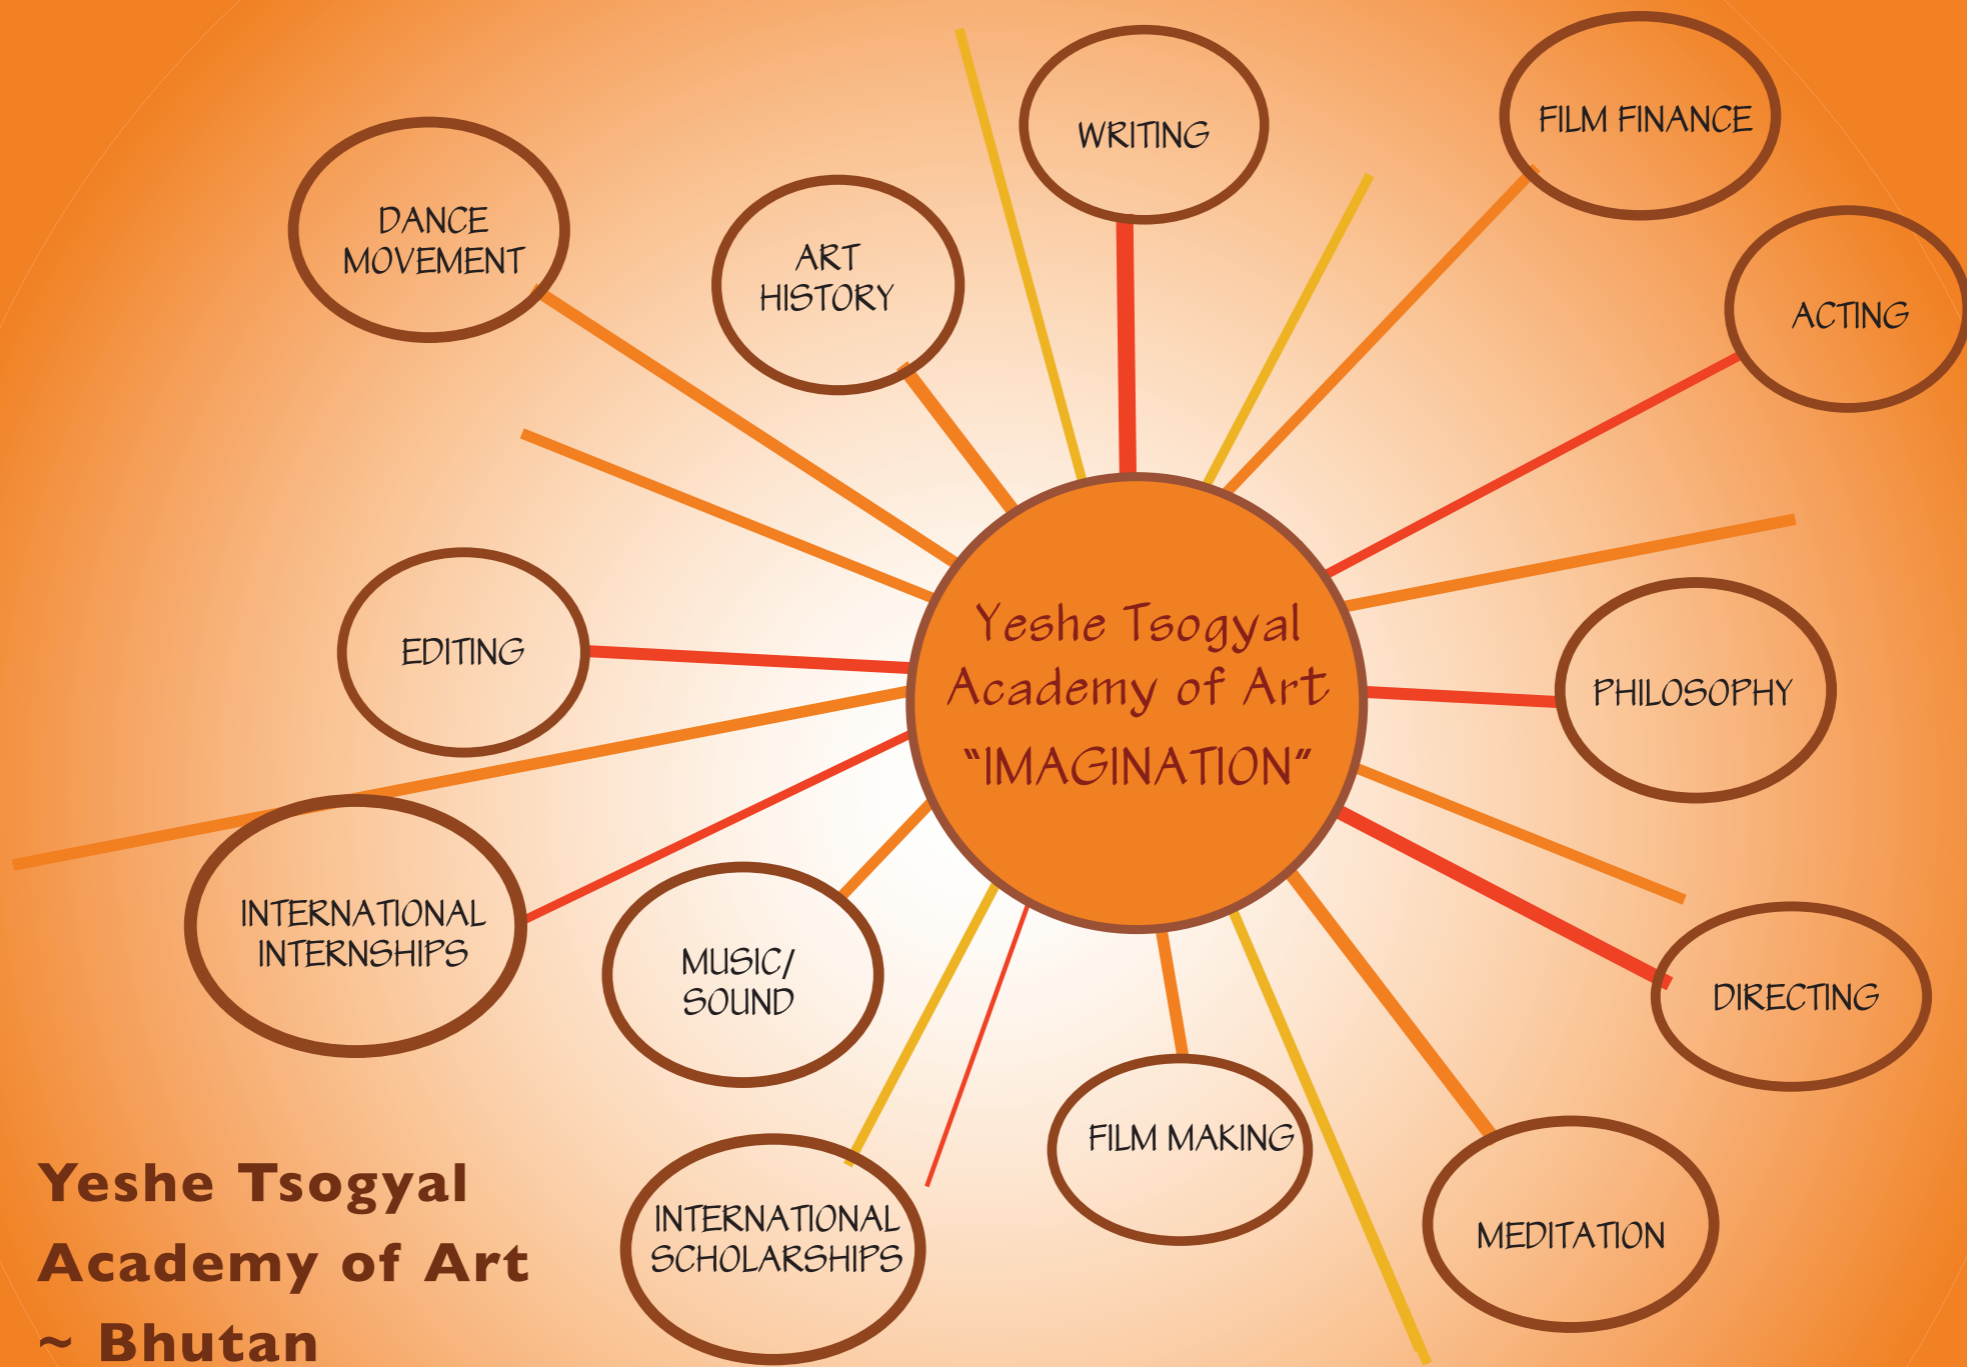 WRITING
FILM FINANCE
DANCE
MOVEMENT
ART
HISTORY
ACTING
EDITING
Yeshe Tsogyal
Academy of Art
"IMAGINATION"
PHILOSOPHY
INTERNATIONAL
INTERNSHIPS
MUSIC/
SOUND
DIRECTING
FILM MAKING
INTERNATIONAL
SCHOLARSHIPS
MEDITATION
Yeshe Tsogyal
Academy of Art
~ Bhutan